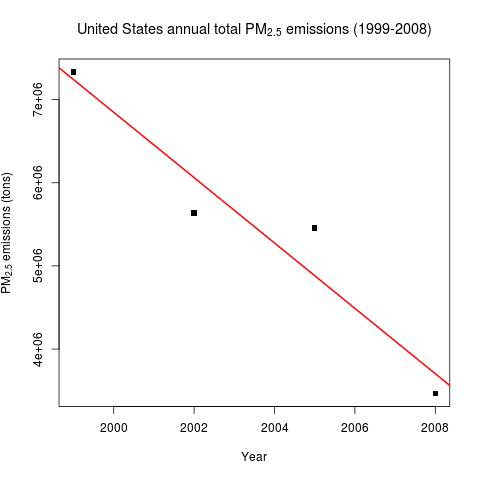 United States annual total PM2.5 emissions (1999-2008)
PM2.5 emissions (tons)
7e+06
6e+06
5e+06
4e+06
2000 2002 2004 2006 2008
Year